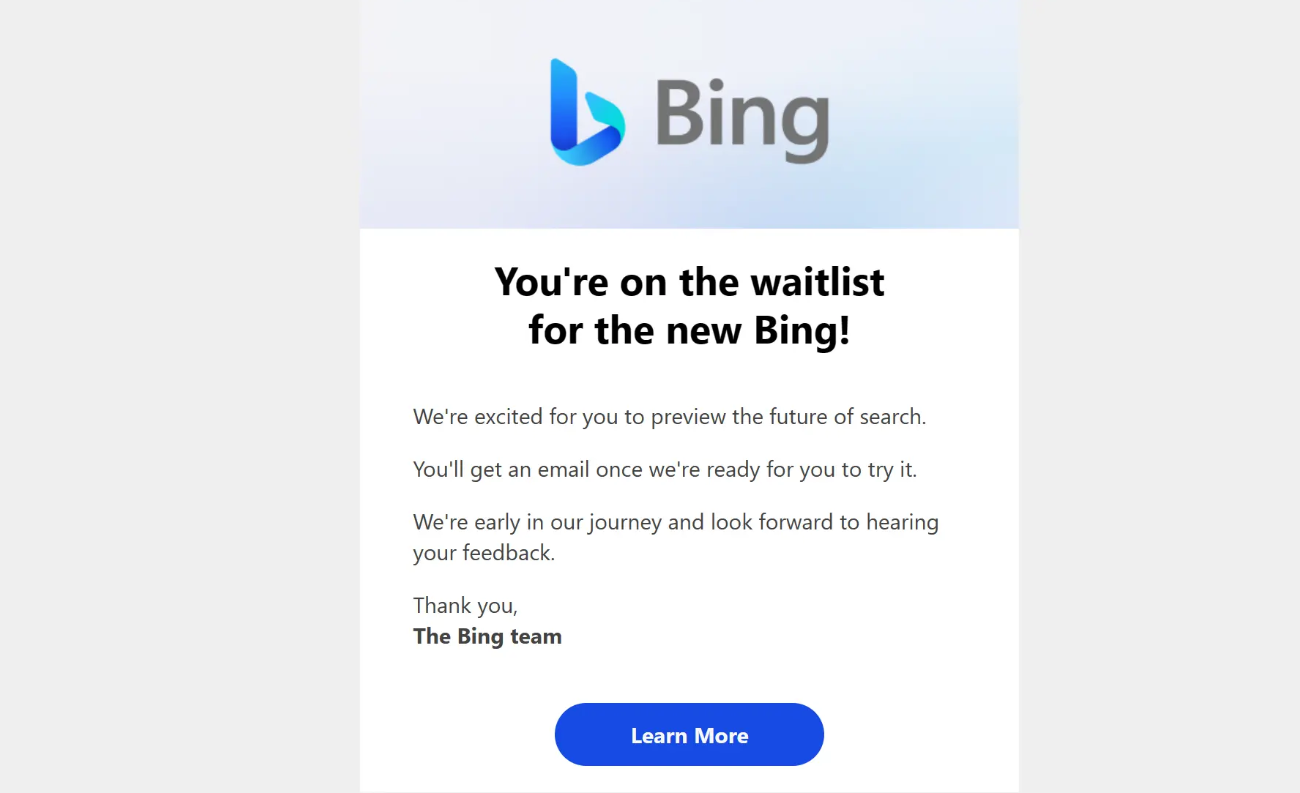 Bing
You're on the waitlist
for the new Bing!
We're excited for you to preview the future of search.
You'll get an email once we're ready for you to try it.
We're early in our journey and look forward to hearing
your feedback.
Thank you,
The Bing team
Learn More